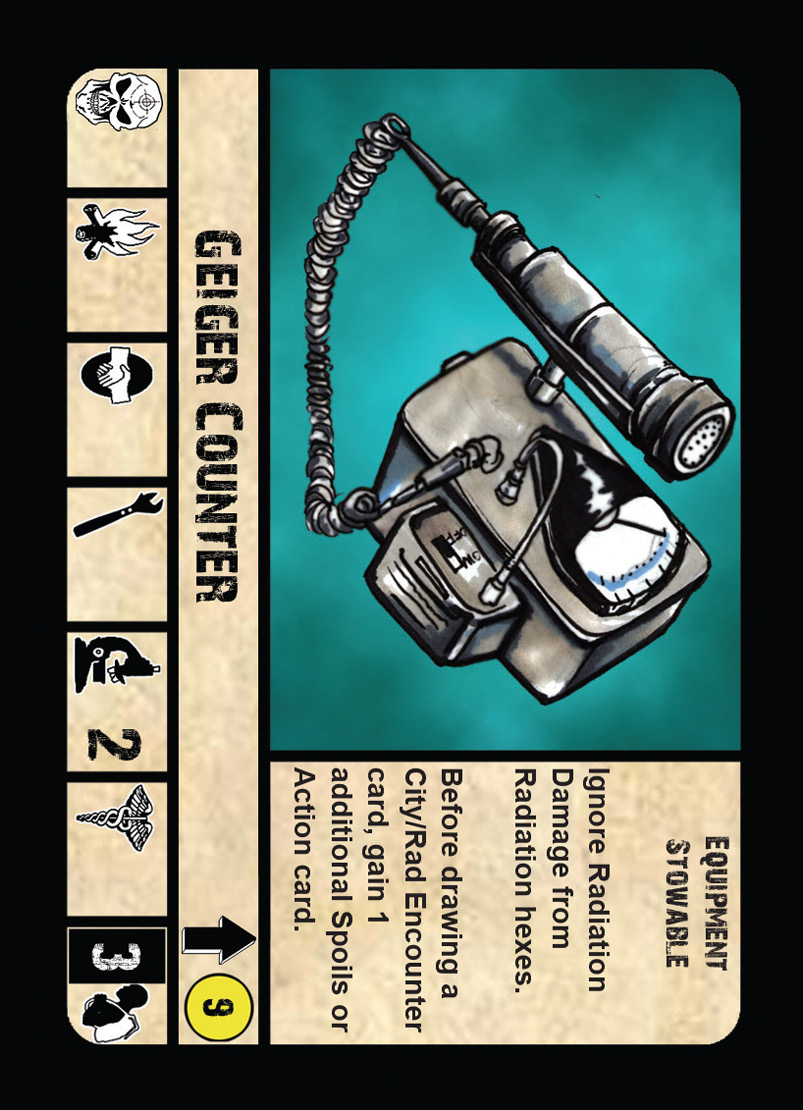 EQUIPMENT
STOWABLE
Ignore Radiation
Damage from
Radiation hexes.
Before drawing a
City/Rad Encounter
card, gain 1
additional Spoils or
Action card.
GEIGER COUNTER
9
2
3